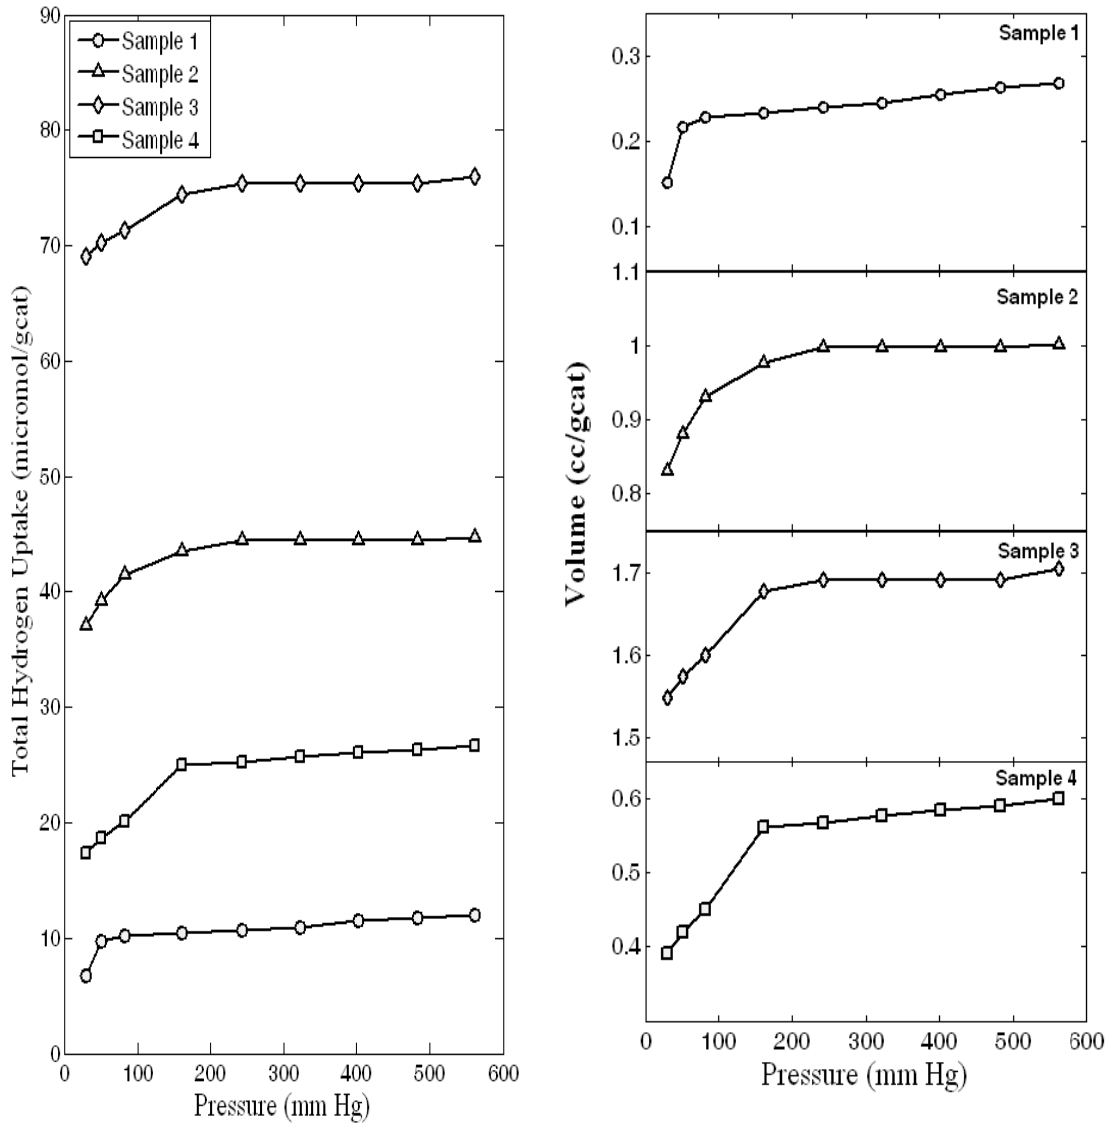 90
80
70
60
50
40
30
20
10
0
Total Hydrogen Uptake (micromol/gcat)
Sample 1
Sample 2
Sample 3
Sample 4
0 100 200 300 400 500 600
Pressure (mm Hg)
Volume (cc/gcat)
Sample 1
0.3
0.2
0.1
1.1
Sample 2
1
0.9
0.8
Sample 3
1.7
1.6
1.5
Sample 4
0.6
0.5
0.4
0 100 200 300 400 500 600
Pressure (mm Hg)